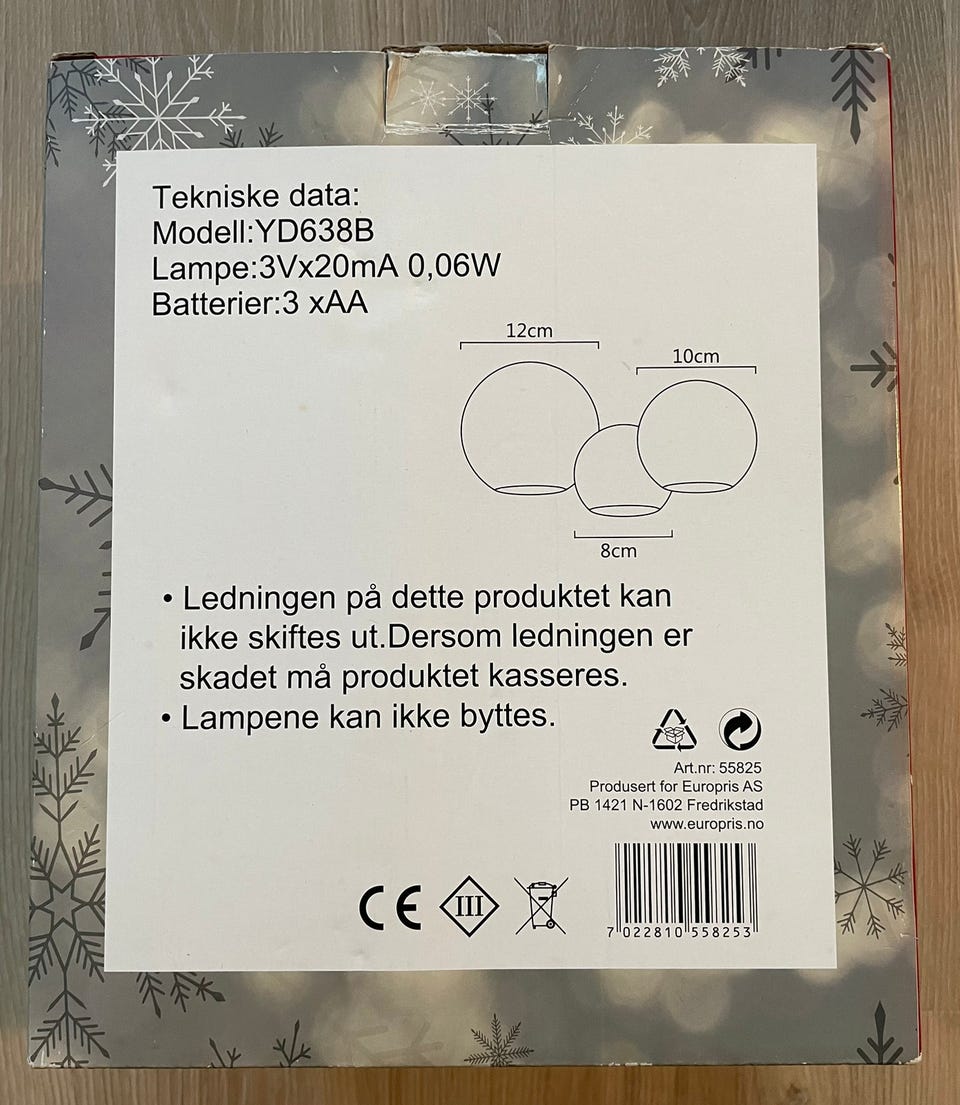 Tekniske data:
Modell:YD638B
Lampe:3Vx20mA 0,06W
Batterier:3 xAA
12cm
10cm
8cm
• Ledningen på dette produktet kan
ikke skiftes ut.Dersom ledningen er
skadet må produktet kasseres.
• Lampene kan ikke byttes.
Art.nr: 55825
Produsert for Europris AS
PB 1421 N-1602 Fredrikstad
www.europris.no
CE III
7 022810 558253